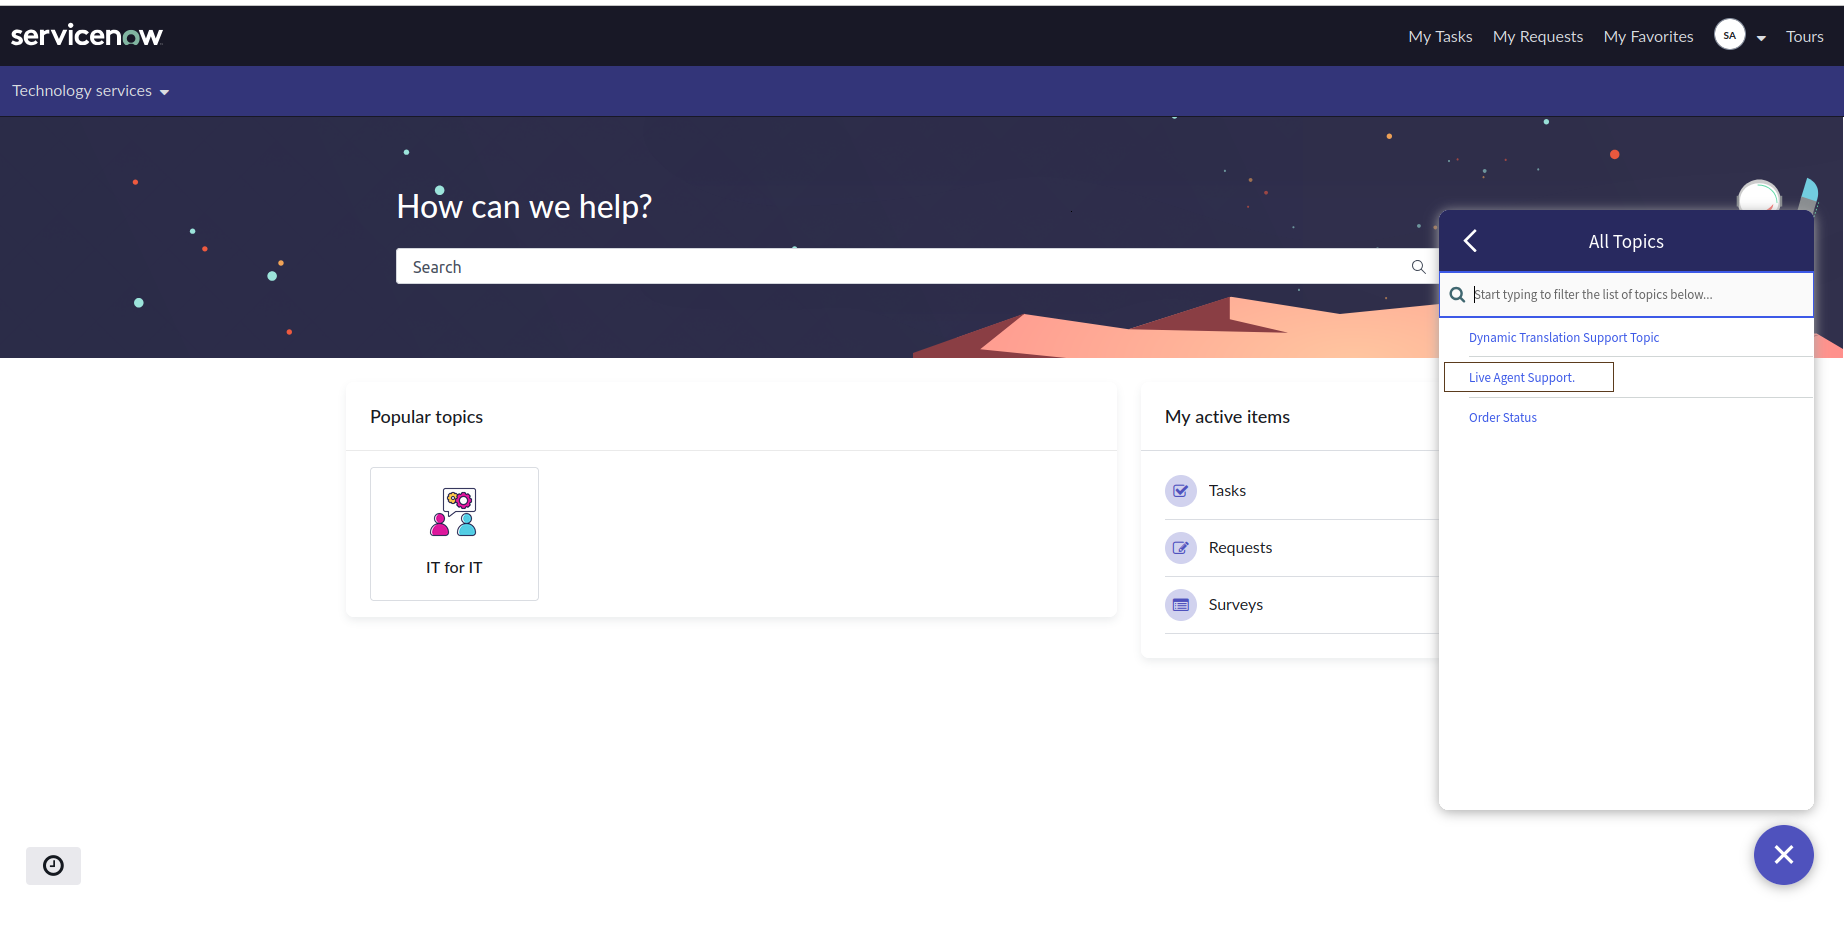 servicenow
My Tasks My Requests My Favorites SA Tours
Technology services
How can we help?
Search
All Topics
Start typing to filter the list of topics below...
Dynamic Translation Support Topic
Live Agent Support.
Order Status
Popular topics
IT for IT
My active items
Tasks
Requests
Surveys